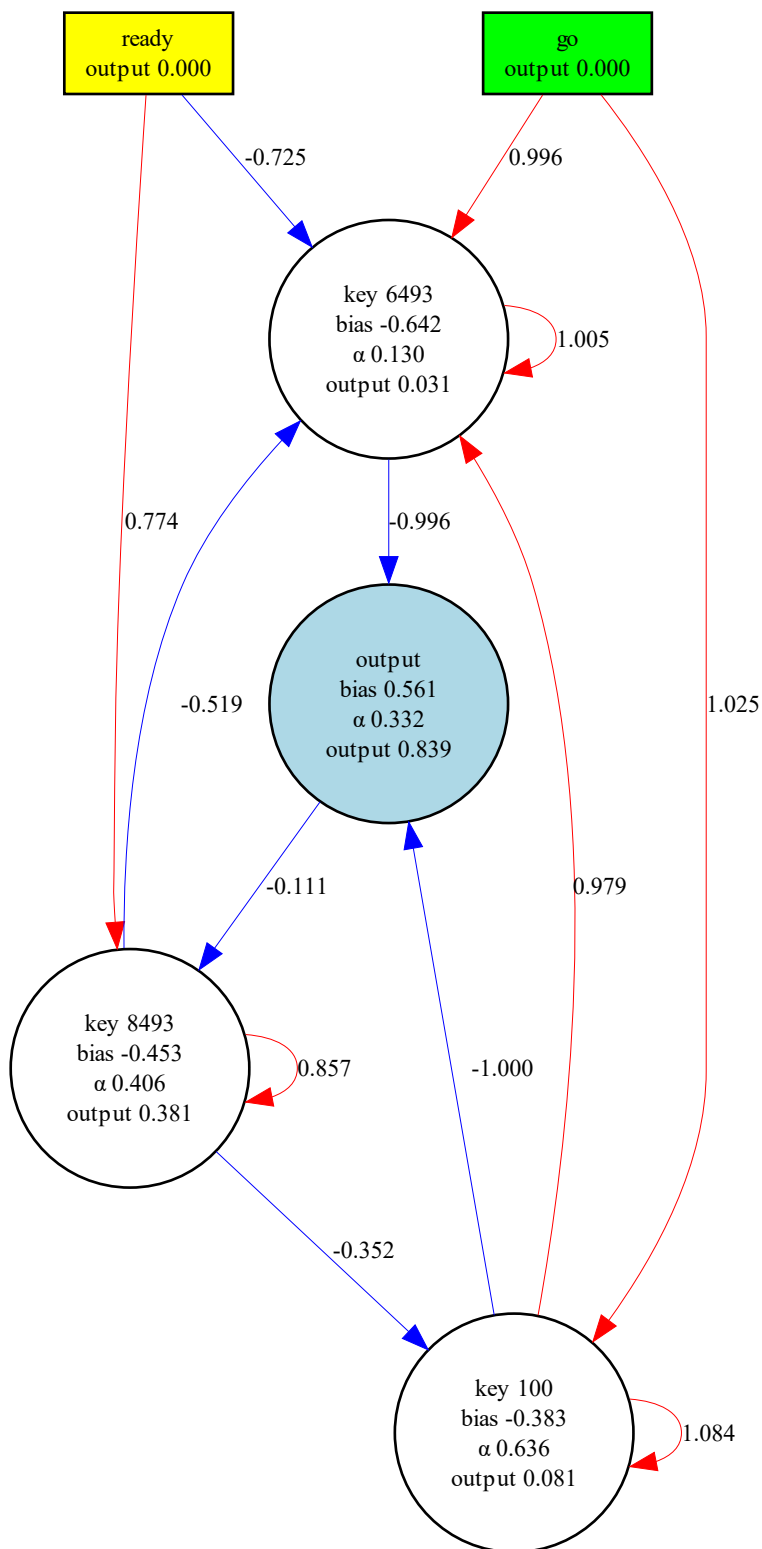 ready
output 0.000
go
output 0.000
-0.725
0.996
key 6493
bias -0.642
α 0.130
output 0.031
1.005
0.774
-0.996
output
bias 0.561
α 0.332
output 0.839
-0.519
1.025
-0.111
0.979
key 8493
bias -0.453
α 0.406
output 0.381
0.857
-1.000
-0.352
key 100
bias -0.383
α 0.636
output 0.081
1.084